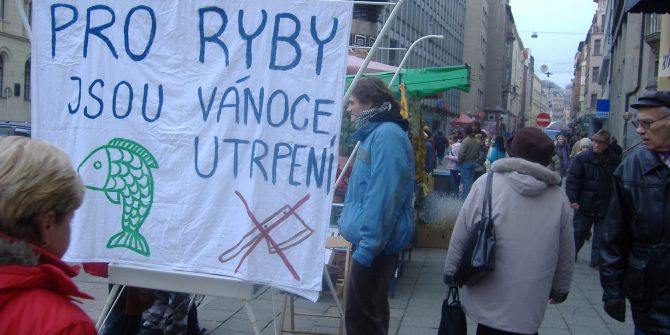 PRO RYBY
JSOU VÁNOCE
UTRPENÍ